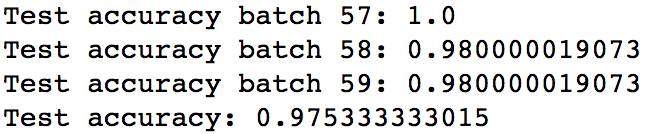 Test accuracy batch 57: 1.0
Test accuracy batch 58: 0.980000019073
Test accuracy batch 59: 0.980000019073
Test accuracy: 0.975333333015